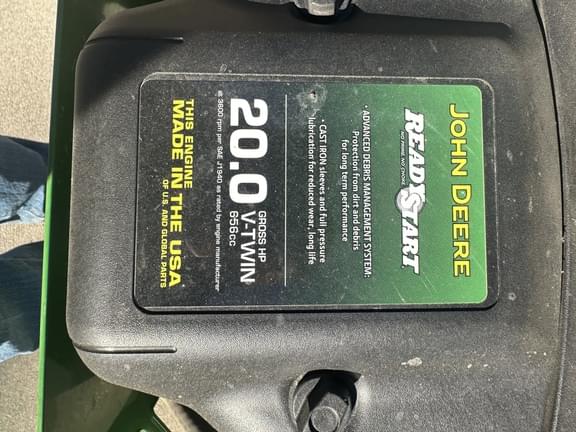 JOHN DEERE
READYSTART
NO PRIME NO CHOKE
• ADVANCED DEBRIS MANAGEMENT SYSTEM:
Protection from dirt and debris
for long term performance
• CAST IRON sleeves and full pressure
lubrication for reduced wear, long life
20.0 GROSS HP
V-TWIN
656cc
at 3600 rpm per SAE J1940 as rated by engine manufacturer
THIS ENGINE
MADE IN THE USA
OF U.S. AND GLOBAL PARTS